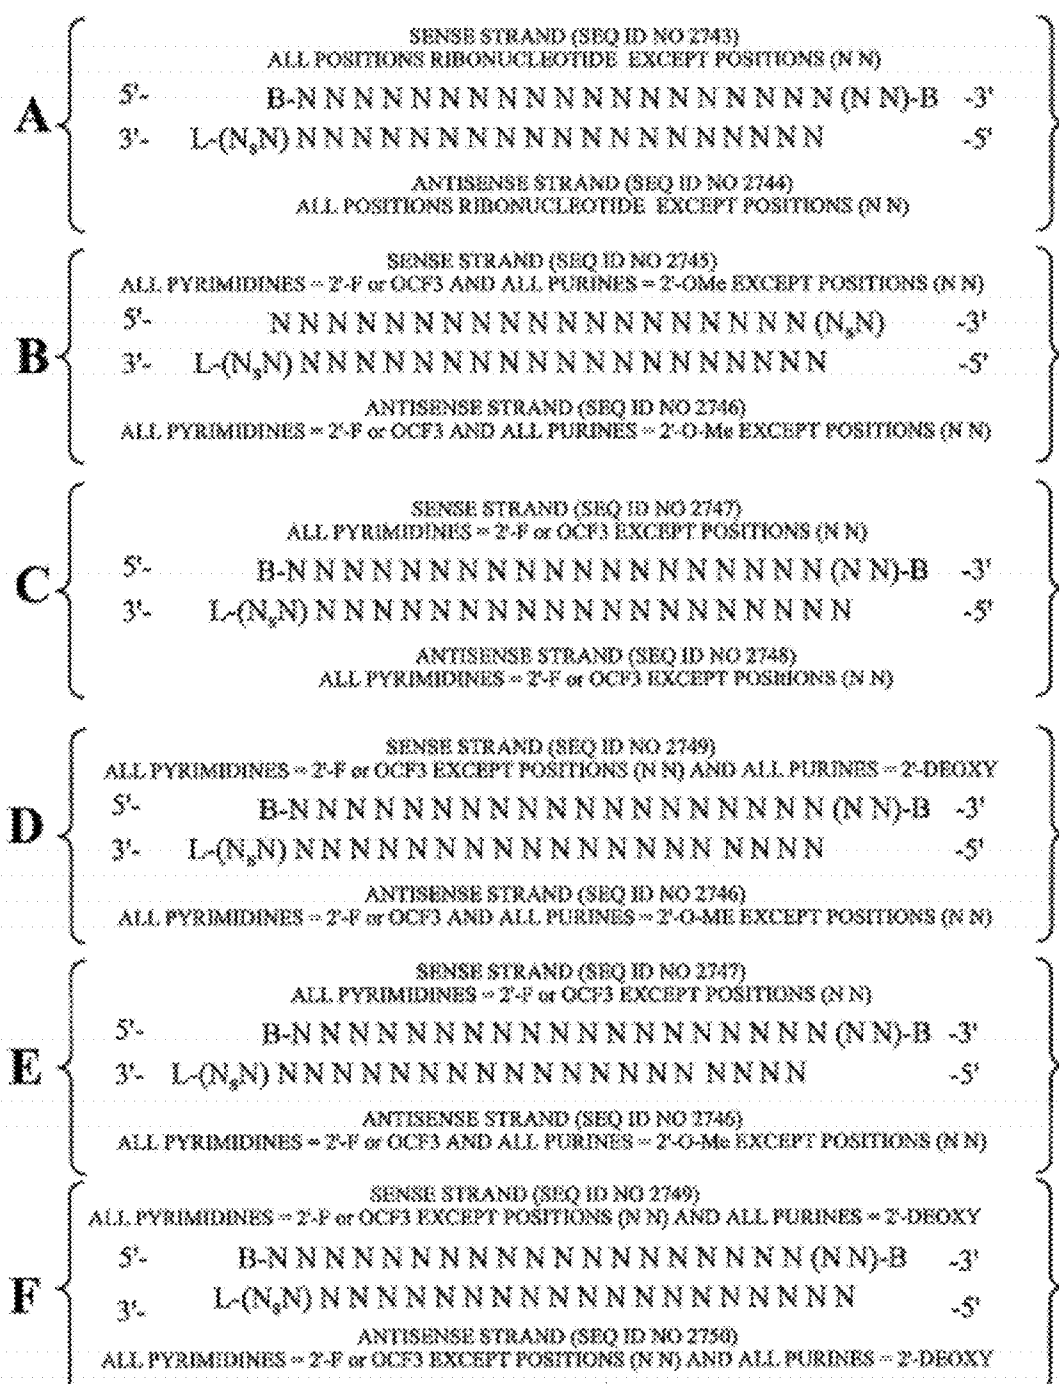 SENSE STRAND (SEQ ID NO 2743)
ALL POSITIONS RIBONUCLEOTIDE EXCEPT POSITIONS (N N)
A
5'- B-N N N N N N N N N N N N N N N N N N N (N N)-B -3'
3'- L-(NₛN) N N N N N N N N N N N N N N N N N N N -5'
ANTISENSE STRAND (SEQ ID NO 2744)
ALL POSITIONS RIBONUCLEOTIDE EXCEPT POSITIONS (N N)
SENSE STRAND (SEQ ID NO 2745)
ALL PYRIMIDINES = 2'-F or OCF3 AND ALL PURINES = 2'-OMe EXCEPT POSITIONS (N N)
B
5'- N N N N N N N N N N N N N N N N N N N (NₛN) -3'
3'- L-(NₛN) N N N N N N N N N N N N N N N N N N N -5'
ANTISENSE STRAND (SEQ ID NO 2746)
ALL PYRIMIDINES = 2'-F or OCF3 AND ALL PURINES = 2'-O-Me EXCEPT POSITIONS (N N)
SENSE STRAND (SEQ ID NO 2747)
ALL PYRIMIDINES = 2'-F or OCF3 EXCEPT POSITIONS (N N)
C
5'- B-N N N N N N N N N N N N N N N N N N N (N N)-B -3'
3'- L-(NₛN) N N N N N N N N N N N N N N N N N N N -5'
ANTISENSE STRAND (SEQ ID NO 2748)
ALL PYRIMIDINES = 2'-F or OCF3 EXCEPT POSITIONS (N N)
SENSE STRAND (SEQ ID NO 2749)
ALL PYRIMIDINES = 2'-F or OCF3 EXCEPT POSITIONS (N N) AND ALL PURINES = 2'-DEOXY
D
5'- B-N N N N N N N N N N N N N N N N N N N (N N)-B -3'
3'- L-(NₛN) N N N N N N N N N N N N N N N N N N N -5'
ANTISENSE STRAND (SEQ ID NO 2746)
ALL PYRIMIDINES = 2'-F or OCF3 AND ALL PURINES = 2'-O-ME EXCEPT POSITIONS (N N)
SENSE STRAND (SEQ ID NO 2747)
ALL PYRIMIDINES = 2'-F or OCF3 EXCEPT POSITIONS (N N)
E
5'- B-N N N N N N N N N N N N N N N N N N N (N N)-B -3'
3'- L-(NₛN) N N N N N N N N N N N N N N N N N N N -5'
ANTISENSE STRAND (SEQ ID NO 2746)
ALL PYRIMIDINES = 2'-F or OCF3 AND ALL PURINES = 2'-O-Me EXCEPT POSITIONS (N N)
SENSE STRAND (SEQ ID NO 2749)
ALL PYRIMIDINES = 2'-F or OCF3 EXCEPT POSITIONS (N N) AND ALL PURINES = 2'-DEOXY
F
5'- B-N N N N N N N N N N N N N N N N N N N (N N)-B -3'
3'- L-(NₛN) N N N N N N N N N N N N N N N N N N N -5'
ANTISENSE STRAND (SEQ ID NO 2750)
ALL PYRIMIDINES = 2'-F or OCF3 EXCEPT POSITIONS (N N) AND ALL PURINES = 2'-DEOXY